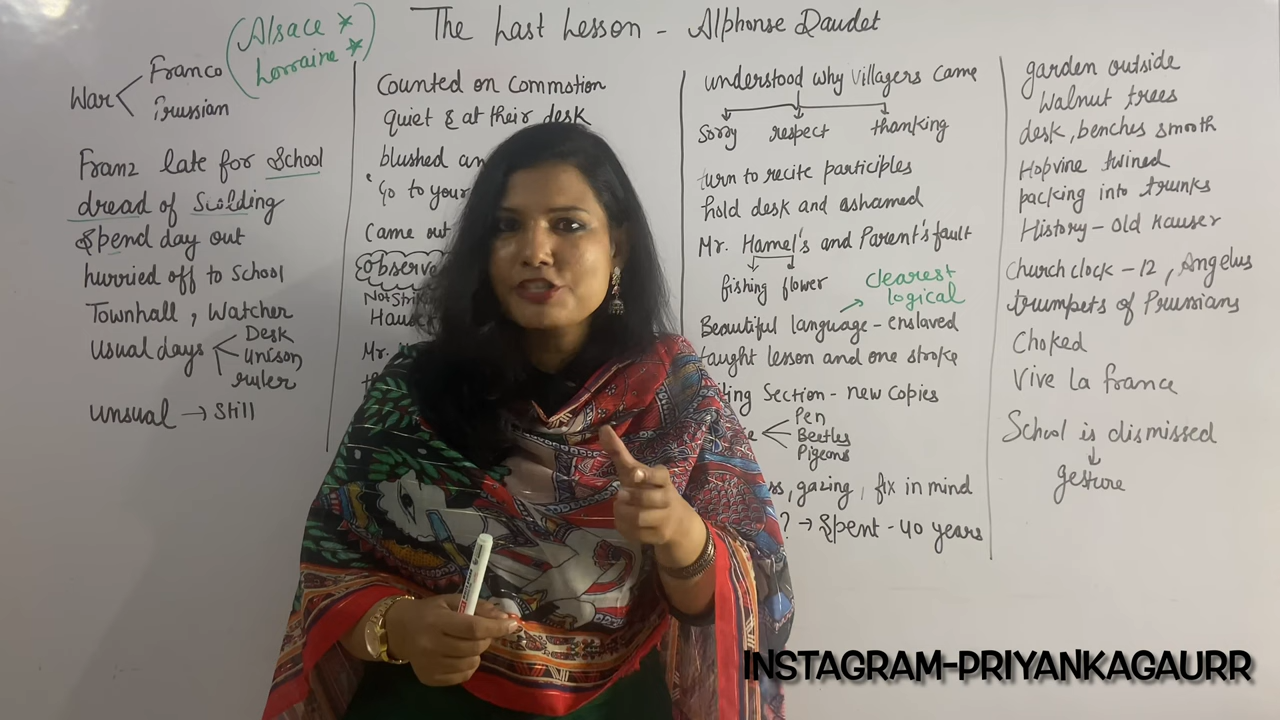 The Last Lesson - Alphonse Daudet
(Alsace *
Lorraine *)
War < Franco
Prussian
Franz late for School
dread of Scolding
Spend day out
hurried off to School
Townhall, Watcher
Usual days < Desk
Unison,
ruler
unusual → Still
Counted on Commotion
quiet & at their desk
blushed
"Go to your
Came out
Observe
Not Strik
Haus
Mr.
understood why villagers came
Sorry respect thanking
turn to recite participles
hold desk and ashamed
Mr. Hamel's and Parent's fault
fishing flower
clearest
logical
Beautiful language - enslaved
taught lesson and one stroke
Section - new copies
< Pen
Beetles
Pigeons
gazing, fix in mind
? → Spent - 40 years
garden outside
Walnut trees
desk, benches smooth
Hopvine twined
packing into trunks
History - Old Hauser
Church clock - 12, Angelus
trumpets of Prussians
Choked
Vive La france
School is dismissed
↓
gesture
INSTAGRAM-PRIYANKAGAURR